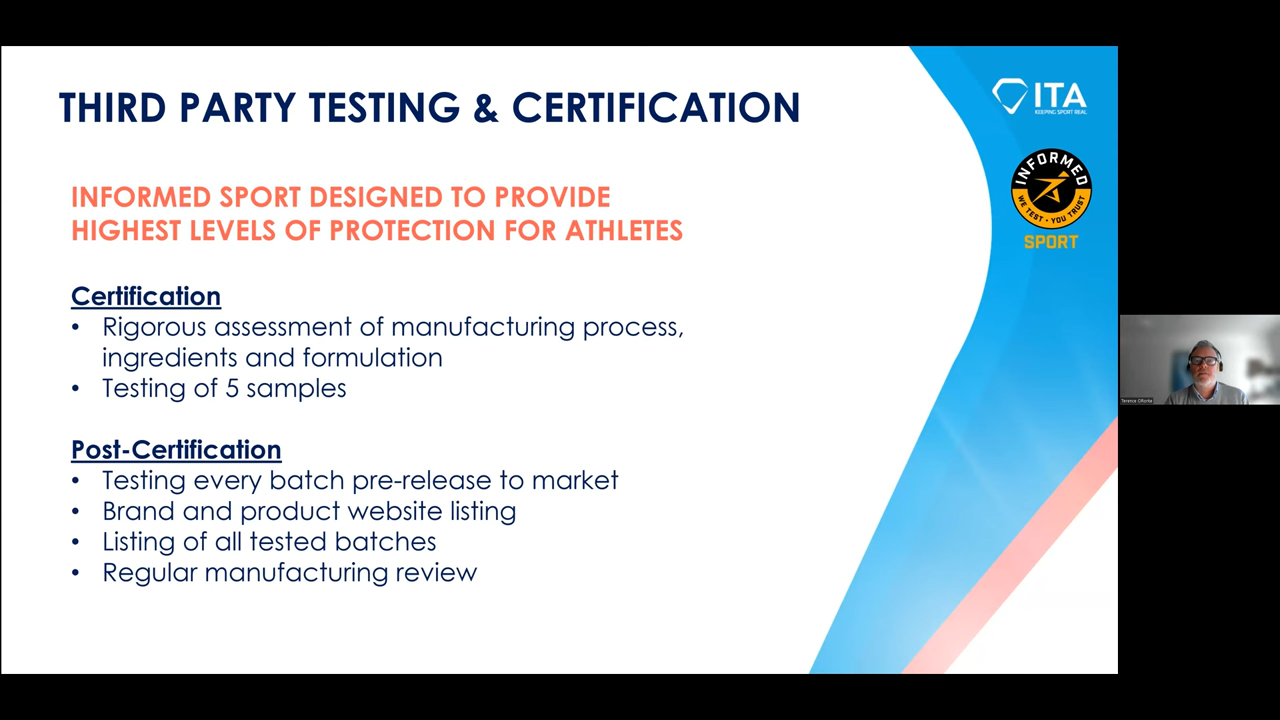 THIRD PARTY TESTING & CERTIFICATION
ITA
KEEPING SPORT REAL
INFORMED
WE TEST - YOU TRUST
SPORT
INFORMED SPORT DESIGNED TO PROVIDE
HIGHEST LEVELS OF PROTECTION FOR ATHLETES
Certification
• Rigorous assessment of manufacturing process,
ingredients and formulation
• Testing of 5 samples
Post-Certification
• Testing every batch pre-release to market
• Brand and product website listing
• Listing of all tested batches
• Regular manufacturing review
Terence O'Rorke